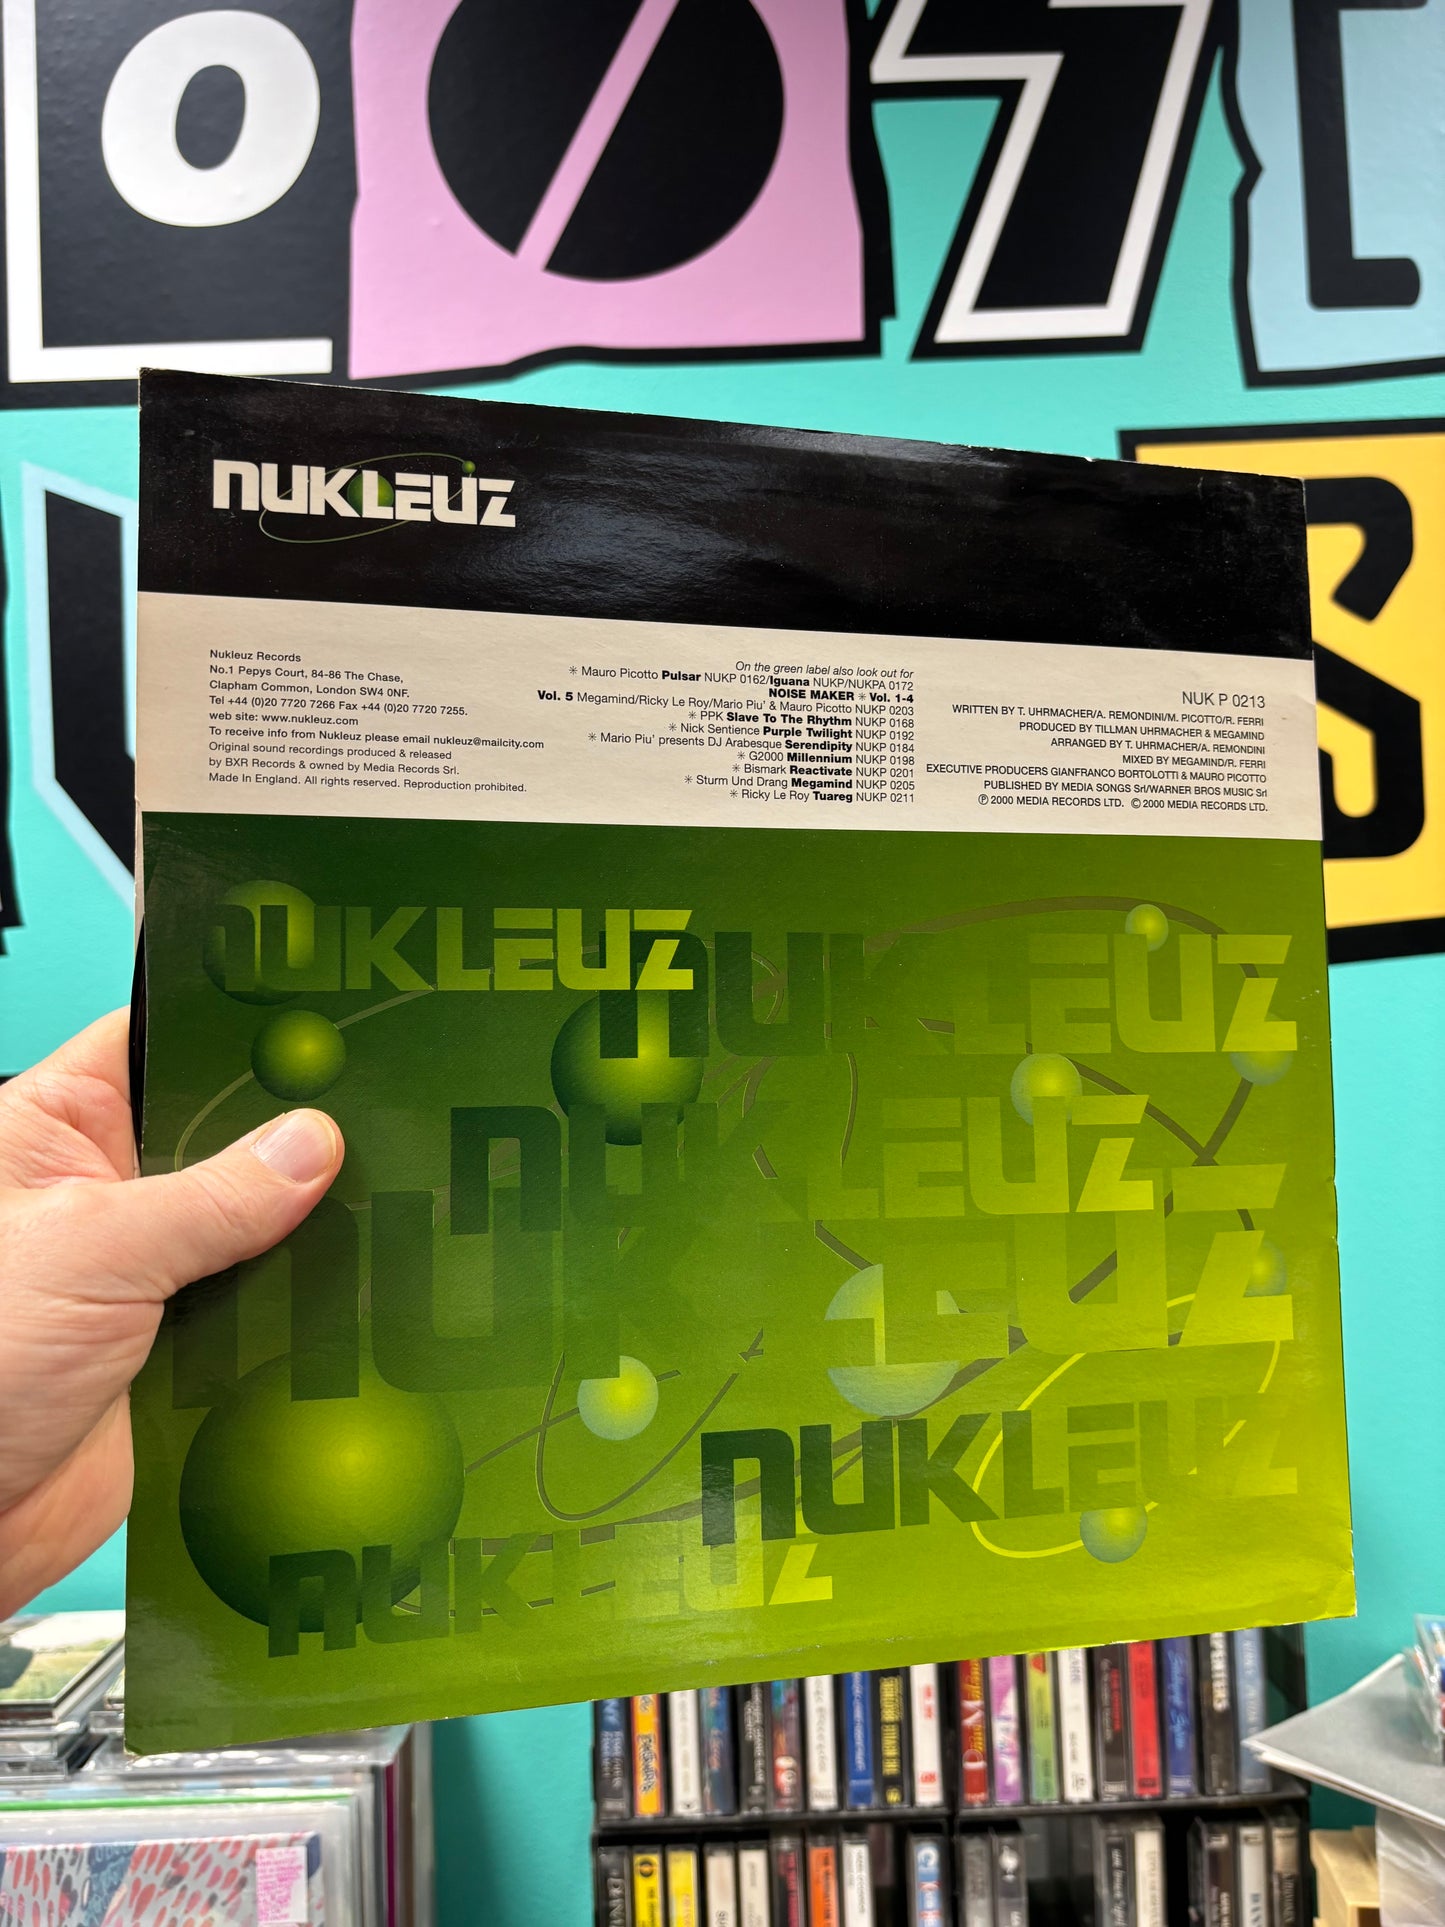 NUKLEUZ
Nukleuz Records
No.1 Pepys Court, 84-86 The Chase,
Clapham Common, London SW4 0NF.
Tel +44 (0)20 7720 7266 Fax +44 (0)20 7720 7255.
web site: www.nukleuz.com
To receive info from Nukleuz please email nukleuz@mailcity.com
Original sound recordings produced & released
by BXR Records & owned by Media Records Srl.
Made In England. All rights reserved. Reproduction prohibited.
On the green label also look out for
✳ Mauro Picotto Pulsar NUKP 0162/Iguana NUKP/NUKPA 0172
NOISE MAKER ✳ Vol. 1-4
Vol. 5 Megamind/Ricky Le Roy/Mario Piu' & Mauro Picotto NUKP 0203
✳ PPK Slave To The Rhythm NUKP 0168
✳ Nick Sentience Purple Twilight NUKP 0192
✳ Mario Piu' presents DJ Arabesque Serendipity NUKP 0184
✳ G2000 Millennium NUKP 0198
✳ Bismark Reactivate NUKP 0201
✳ Sturm Und Drang Megamind NUKP 0205
✳ Ricky Le Roy Tuareg NUKP 0211
NUK P 0213
WRITTEN BY T. UHRMACHER/A. REMONDINI/M. PICOTTO/R. FERRI
PRODUCED BY TILLMAN UHRMACHER & MEGAMIND
ARRANGED BY T. UHRMACHER/A. REMONDINI
MIXED BY MEGAMIND/R. FERRI
EXECUTIVE PRODUCERS GIANFRANCO BORTOLOTTI & MAURO PICOTTO
PUBLISHED BY MEDIA SONGS Srl/WARNER BROS MUSIC Srl
℗ 2000 MEDIA RECORDS LTD. © 2000 MEDIA RECORDS LTD.
NUKLEUZ
NUKLEUZ
NUKLEUZ
NUKLEUZ
NUKLEUZ
NUKLEUZ